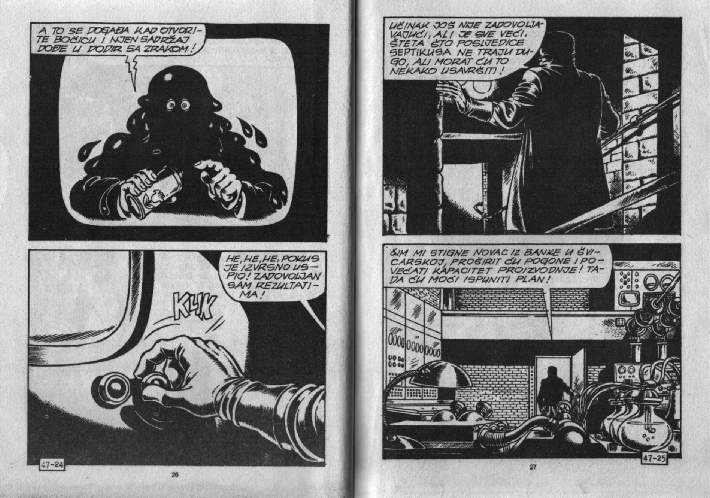 A TO SE DOGAĐA KAD OTVORI-
TE BOČICU I NJEN SADRŽAJ
DOĐE U DODIR SA ZRAKOM!
HE, HE, HE, POKUS
JE IZVRSNO US-
PIO! ZADOVOLJAN
SAM REZULTATI-
MA!
KLIK
47-24
26
UČINAK JOŠ NIJE ZADOVOLJA-
VAJUĆI, ALI JE SVE VEĆI.
ŠTETA ŠTO POSLJEDICE
SEPTIKUSA NE TRAJU DU-
GO, ALI MORAT ĆU TO
NEKAKO USAVRŠITI!
ČIM MI STIGNE NOVAC IZ BANKE U ŠVI-
CARSKOJ, PROŠIRIT ĆU POGONE I PO-
VEĆATI KAPACITET PROIZVODNJE! TA-
DA ĆU MOĆI ISPUNITI PLAN!
47-25
27